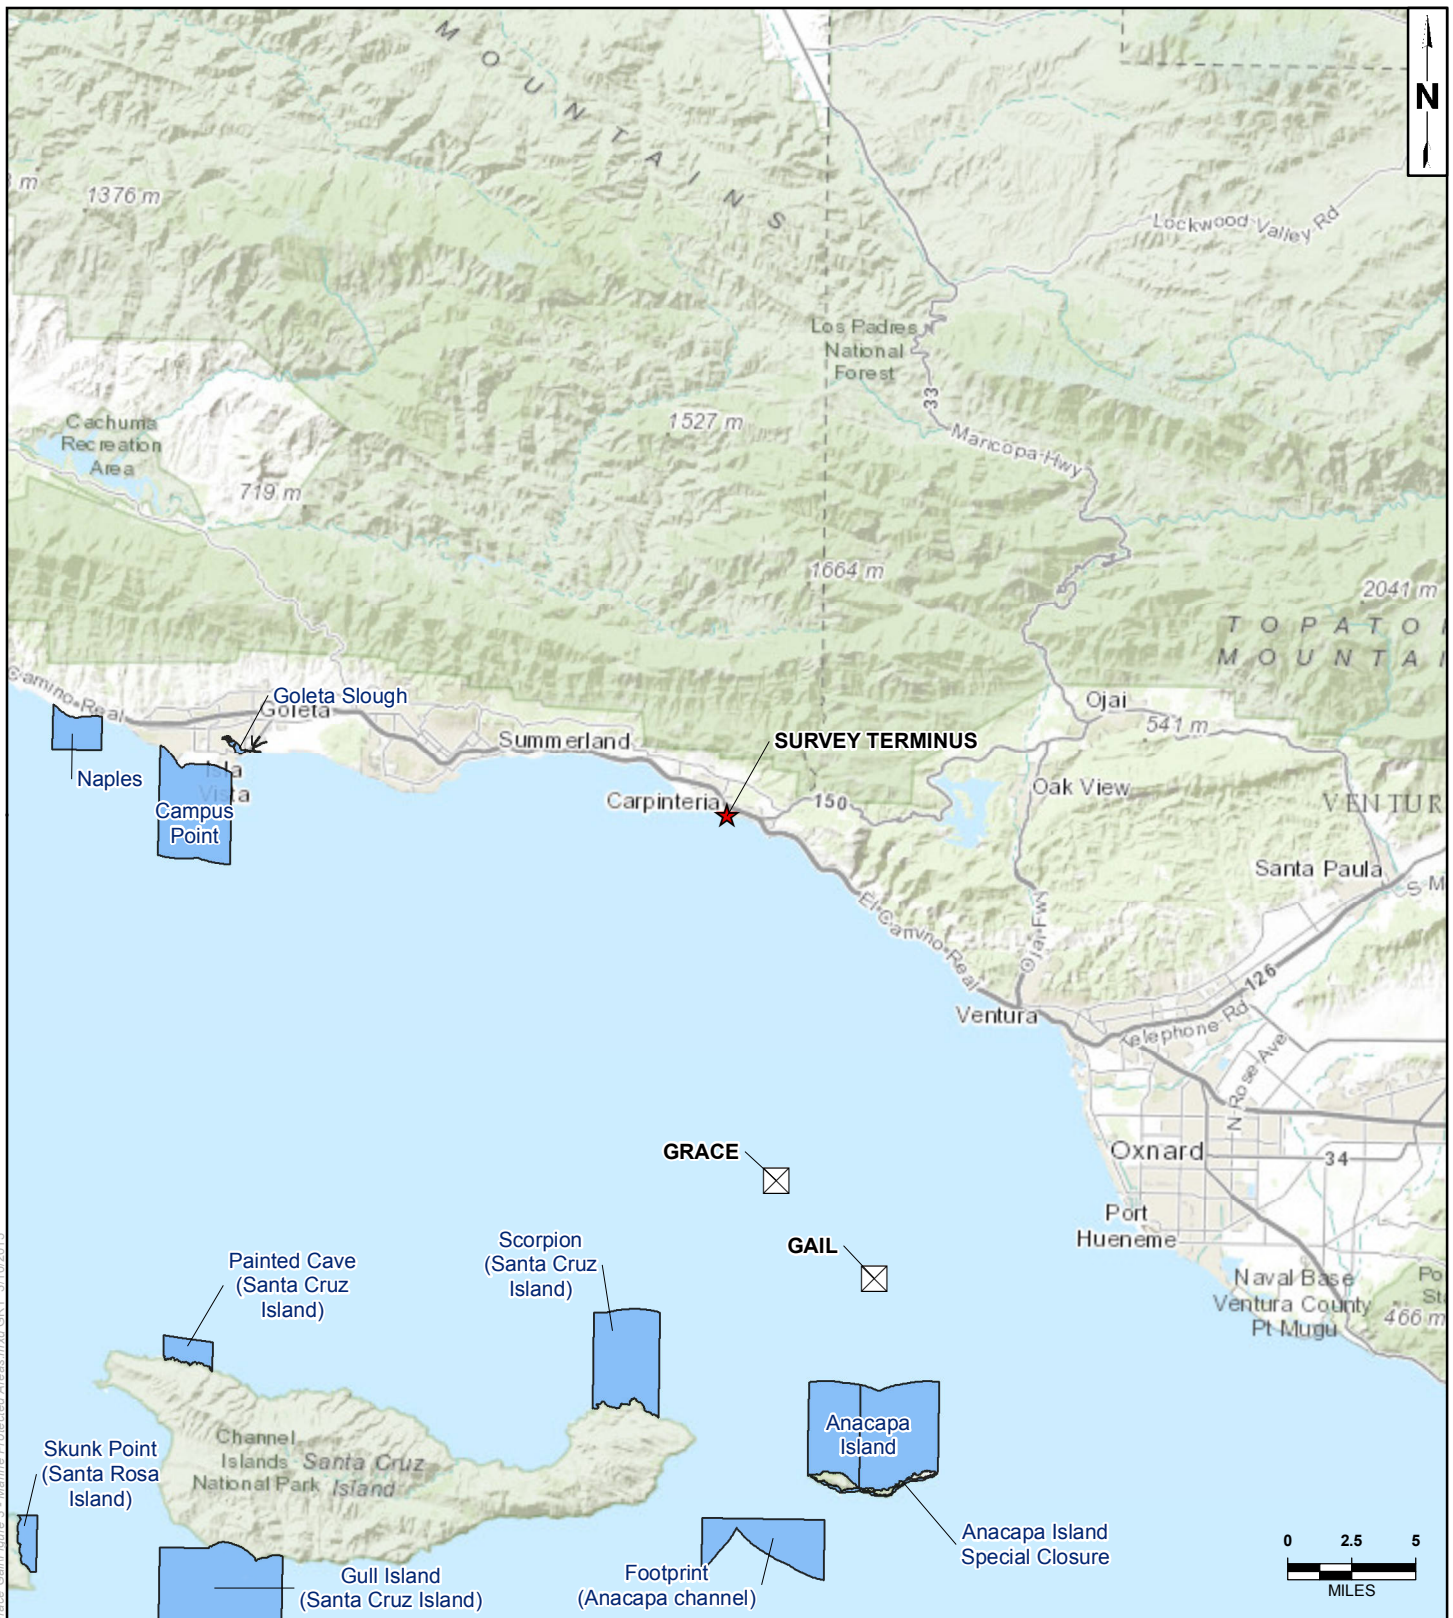 MOUNTAINS
N
1376 m
Lockwood Valley Rd
Los Padres
National
Forest
33
Cachuma
Recreation
Area
1527 m
Maricopa Hwy
719 m
1664 m
2041 m
TOPATO
MOUNTAI
Camino Real
Goleta Slough
Goleta
Ojai
541 m
Summerland
SURVEY TERMINUS
Naples
Isla
Vista
Campus
Point
Carpinteria
150
Oak View
VENTUR
Santa Paula
El Camino Real
Ojai Fwy
126
Ventura
Telephone Rd
N Rose Ave
GRACE
Oxnard
34
Port
Hueneme
Scorpion
(Santa Cruz
Island)
GAIL
Painted Cave
(Santa Cruz
Island)
Naval Base
Ventura County
Pt Mugu
466 m
Anacapa
Island
Channel
Islands
National Park
Santa Cruz
Island
Skunk Point
(Santa Rosa
Island)
Anacapa Island
Special Closure
Gull Island
(Santa Cruz Island)
Footprint
(Anacapa channel)
0 2.5 5
MILES